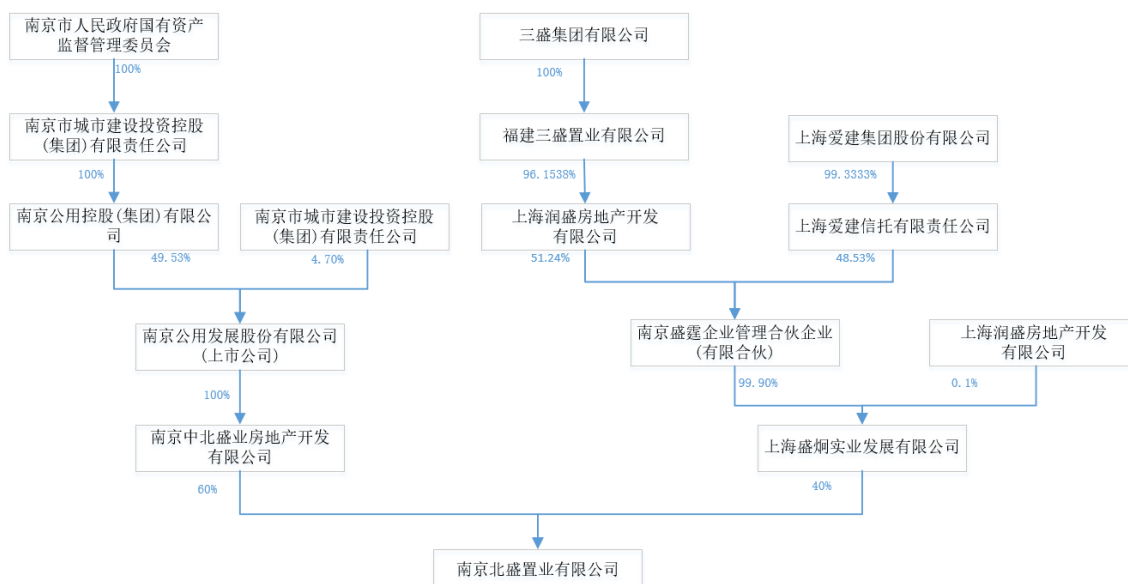 南京市人民政府国有资产
监督管理委员会
三盛集团有限公司
100%
100%
南京市城市建设投资控股
(集团)有限责任公司
福建三盛置业有限公司
上海爱建集团股份有限公司
100%
96.1538%
99.3333%
南京公用控股(集团)有限公
司
南京市城市建设投资控股
(集团)有限责任公司
上海润盛房地产开发
有限公司
上海爱建信托有限责任公司
49.53%
4.70%
51.24%
48.53%
南京公用发展股份有限公司
(上市公司)
南京盛霆企业管理合伙企业
(有限合伙)
上海润盛房地产开发
有限公司
100%
99.90%
0.1%
南京中北盛业房地产开发
有限公司
上海盛炯实业发展有限公司
60%
40%
南京北盛置业有限公司